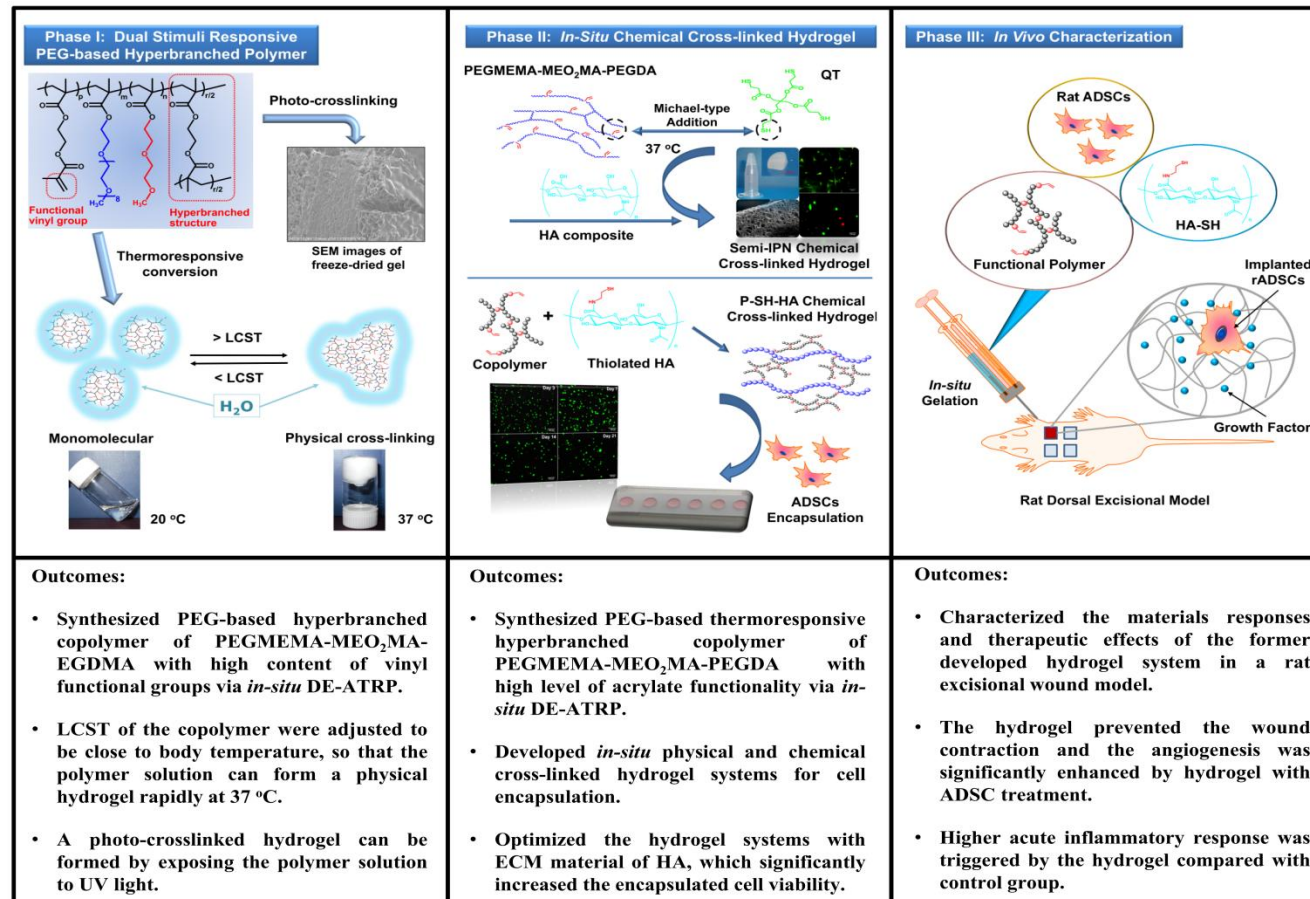 Phase I: Dual Stimuli Responsive
PEG-based Hyperbranched Polymer
Photo-crosslinking
p
m
n
r/2
O
O
O
O
O
O
O
O
O
O
O
O
O
O
H₃C
8
H₃C
r/2
Functional
vinyl group
Hyperbranched
structure
SEM images of
freeze-dried gel
Thermoresponsive
conversion
> LCST
< LCST
H₂O
Monomolecular
Physical cross-linking
20 °C
37 °C
Outcomes:
• Synthesized PEG-based hyperbranched
copolymer of PEGMEMA-MEO₂MA-
EGDMA with high content of vinyl
functional groups via in-situ DE-ATRP.
• LCST of the copolymer were adjusted to
be close to body temperature, so that the
polymer solution can form a physical
hydrogel rapidly at 37 °C.
• A photo-crosslinked hydrogel can be
formed by exposing the polymer solution
to UV light.
Phase II: In-Situ Chemical Cross-linked Hydrogel
PEGMEMA-MEO₂MA-PEGDA
QT
Michael-type
Addition
37 °C
HA composite
Semi-IPN Chemical
Cross-linked Hydrogel
P-SH-HA Chemical
Cross-linked Hydrogel
+
Copolymer
Thiolated HA
Day 3
Day 7
Day 14
Day 21
ADSCs
Encapsulation
Outcomes:
• Synthesized PEG-based thermoresponsive
hyperbranched copolymer of
PEGMEMA-MEO₂MA-PEGDA with
high level of acrylate functionality via in-
situ DE-ATRP.
• Developed in-situ physical and chemical
cross-linked hydrogel systems for cell
encapsulation.
• Optimized the hydrogel systems with
ECM material of HA, which significantly
increased the encapsulated cell viability.
Phase III: In Vivo Characterization
Rat ADSCs
HA-SH
Functional Polymer
Implanted
rADSCs
In-situ
Gelation
Growth Factor
Rat Dorsal Excisional Model
Outcomes:
• Characterized the materials responses
and therapeutic effects of the former
developed hydrogel system in a rat
excisional wound model.
• The hydrogel prevented the wound
contraction and the angiogenesis was
significantly enhanced by hydrogel with
ADSC treatment.
• Higher acute inflammatory response was
triggered by the hydrogel compared with
control group.